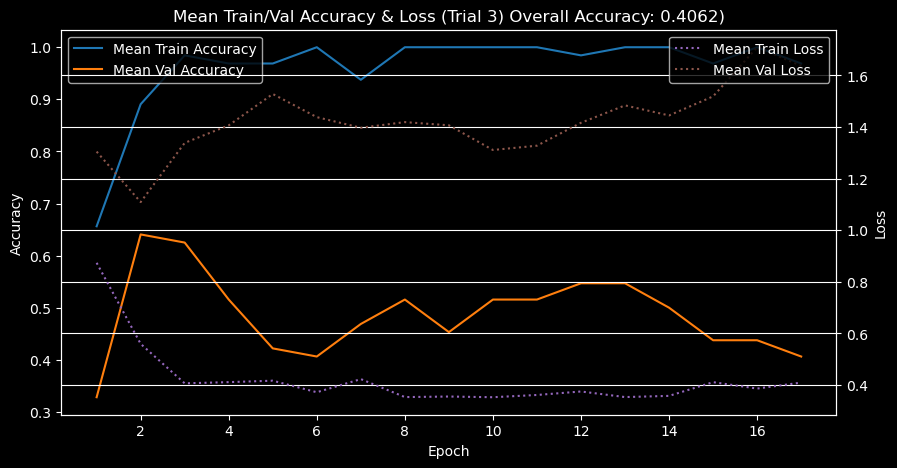 Mean Train/Val Accuracy & Loss (Trial 3) Overall Accuracy: 0.4062)
Mean Train Accuracy
Mean Val Accuracy
Mean Train Loss
Mean Val Loss
1.0
0.9
0.8
0.7
0.6
0.5
0.4
0.3
Accuracy
1.6
1.4
1.2
1.0
0.8
0.6
0.4
Loss
2 4 6 8 10 12 14 16
Epoch